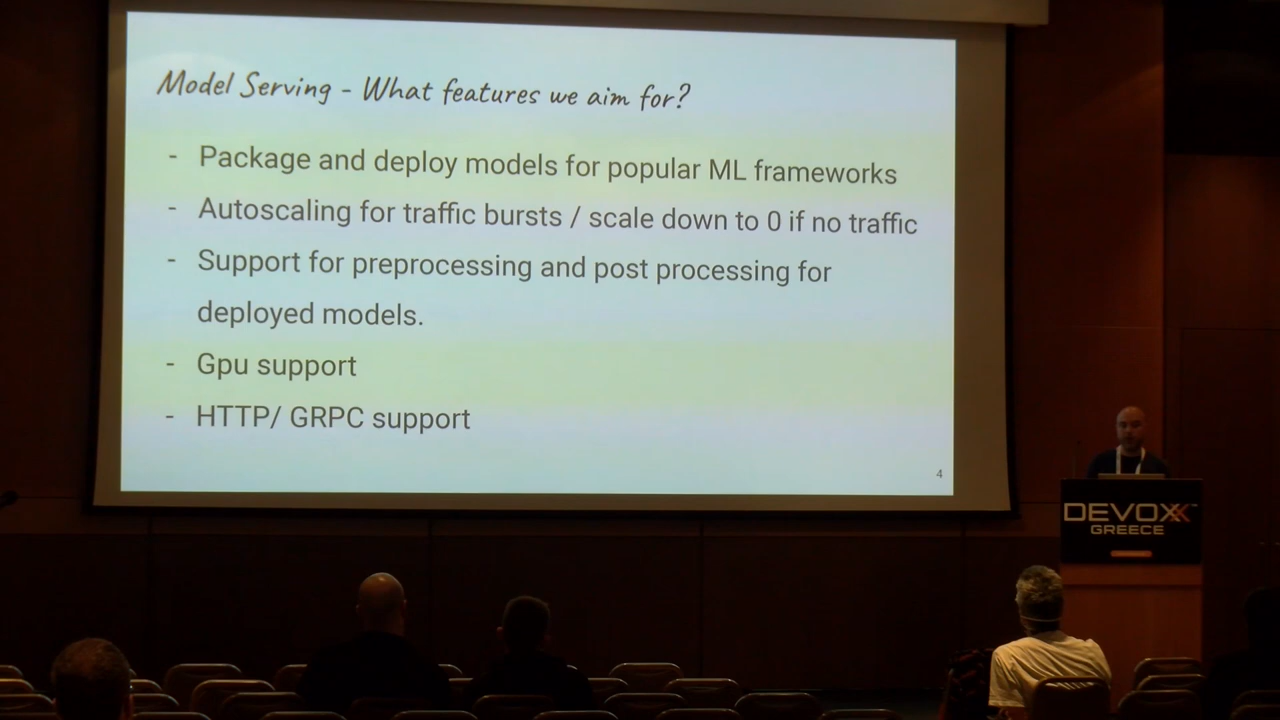 Model Serving - What features we aim for?
- Package and deploy models for popular ML frameworks
- Autoscaling for traffic bursts / scale down to 0 if no traffic
- Support for preprocessing and post processing for
deployed models.
- Gpu support
- HTTP/ GRPC support
4
DEVOXX
GREECE